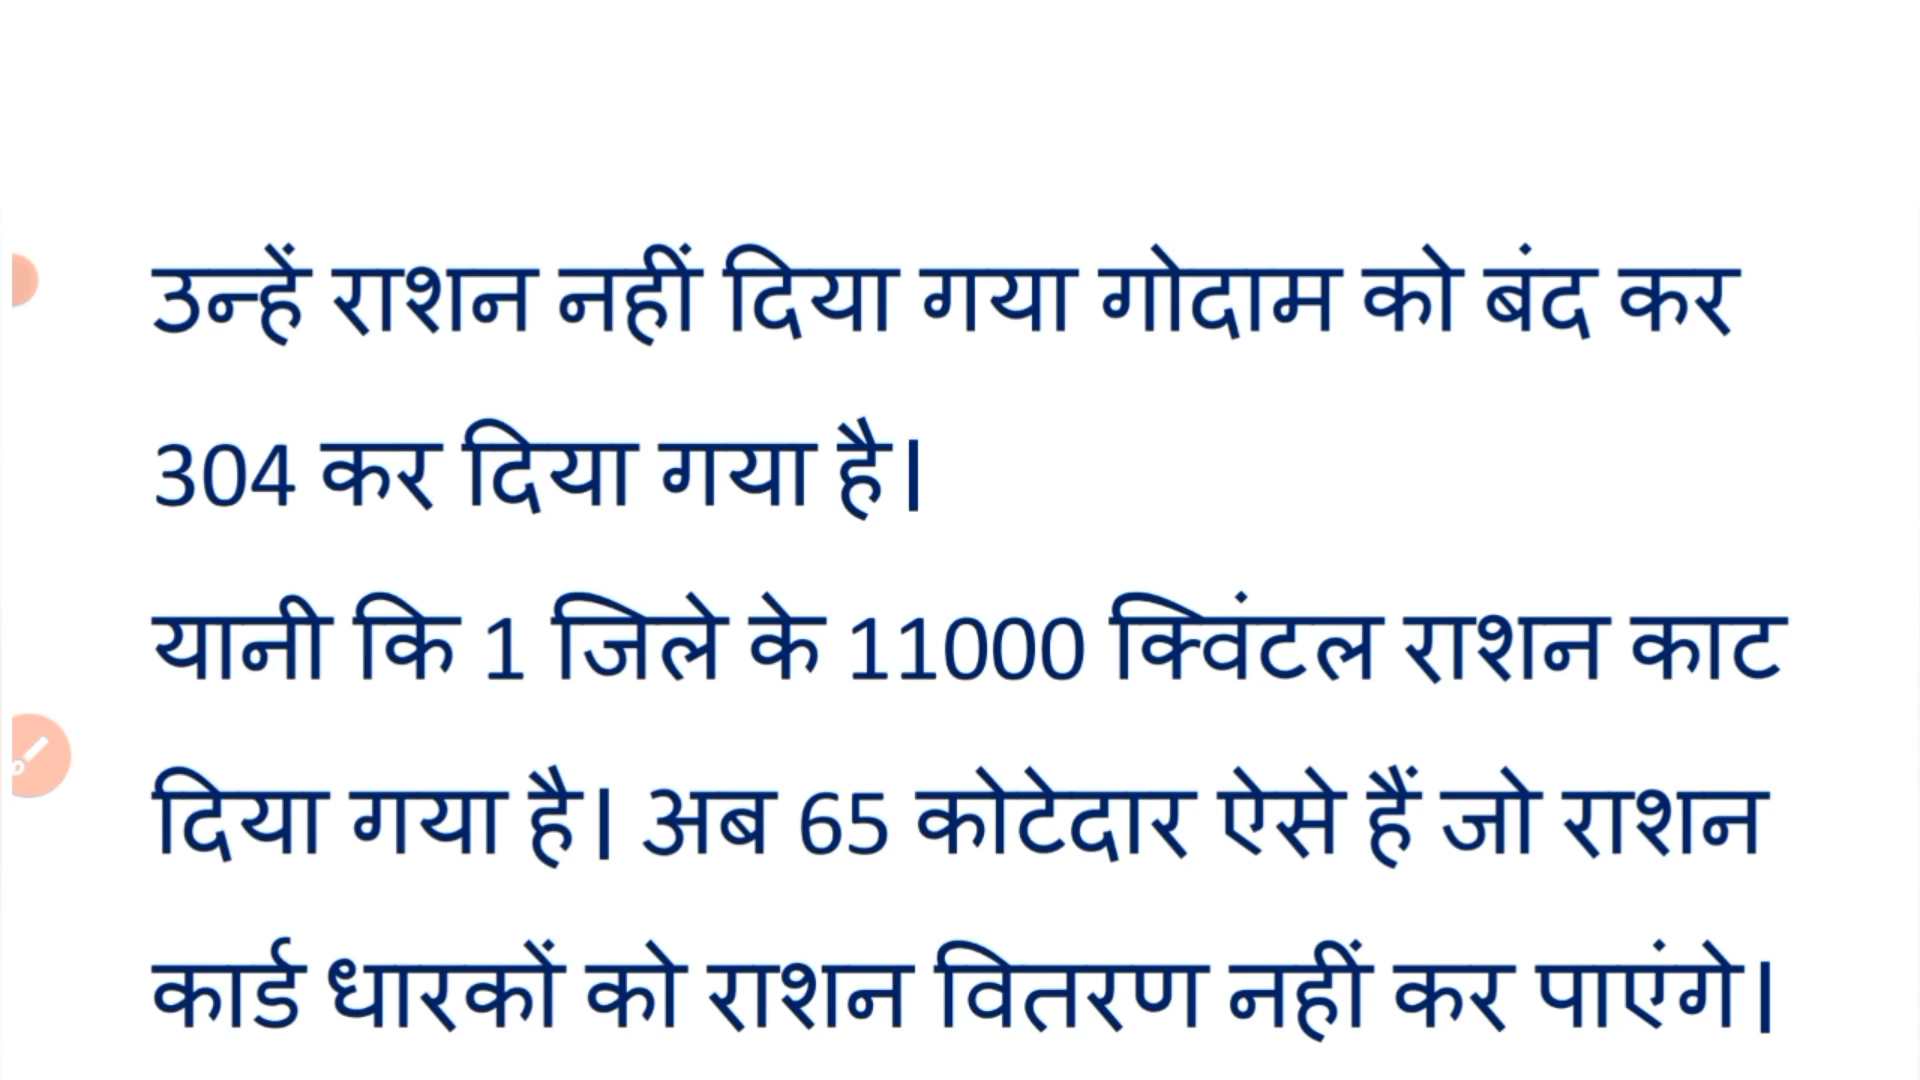 उन्हें राशन नहीं दिया गया गोदाम को बंद कर
304 कर दिया गया है।
यानी कि 1 जिले के 11000 क्विंटल राशन काट
दिया गया है। अब 65 कोटेदार ऐसे हैं जो राशन
कार्ड धारकों को राशन वितरण नहीं कर पाएंगे।